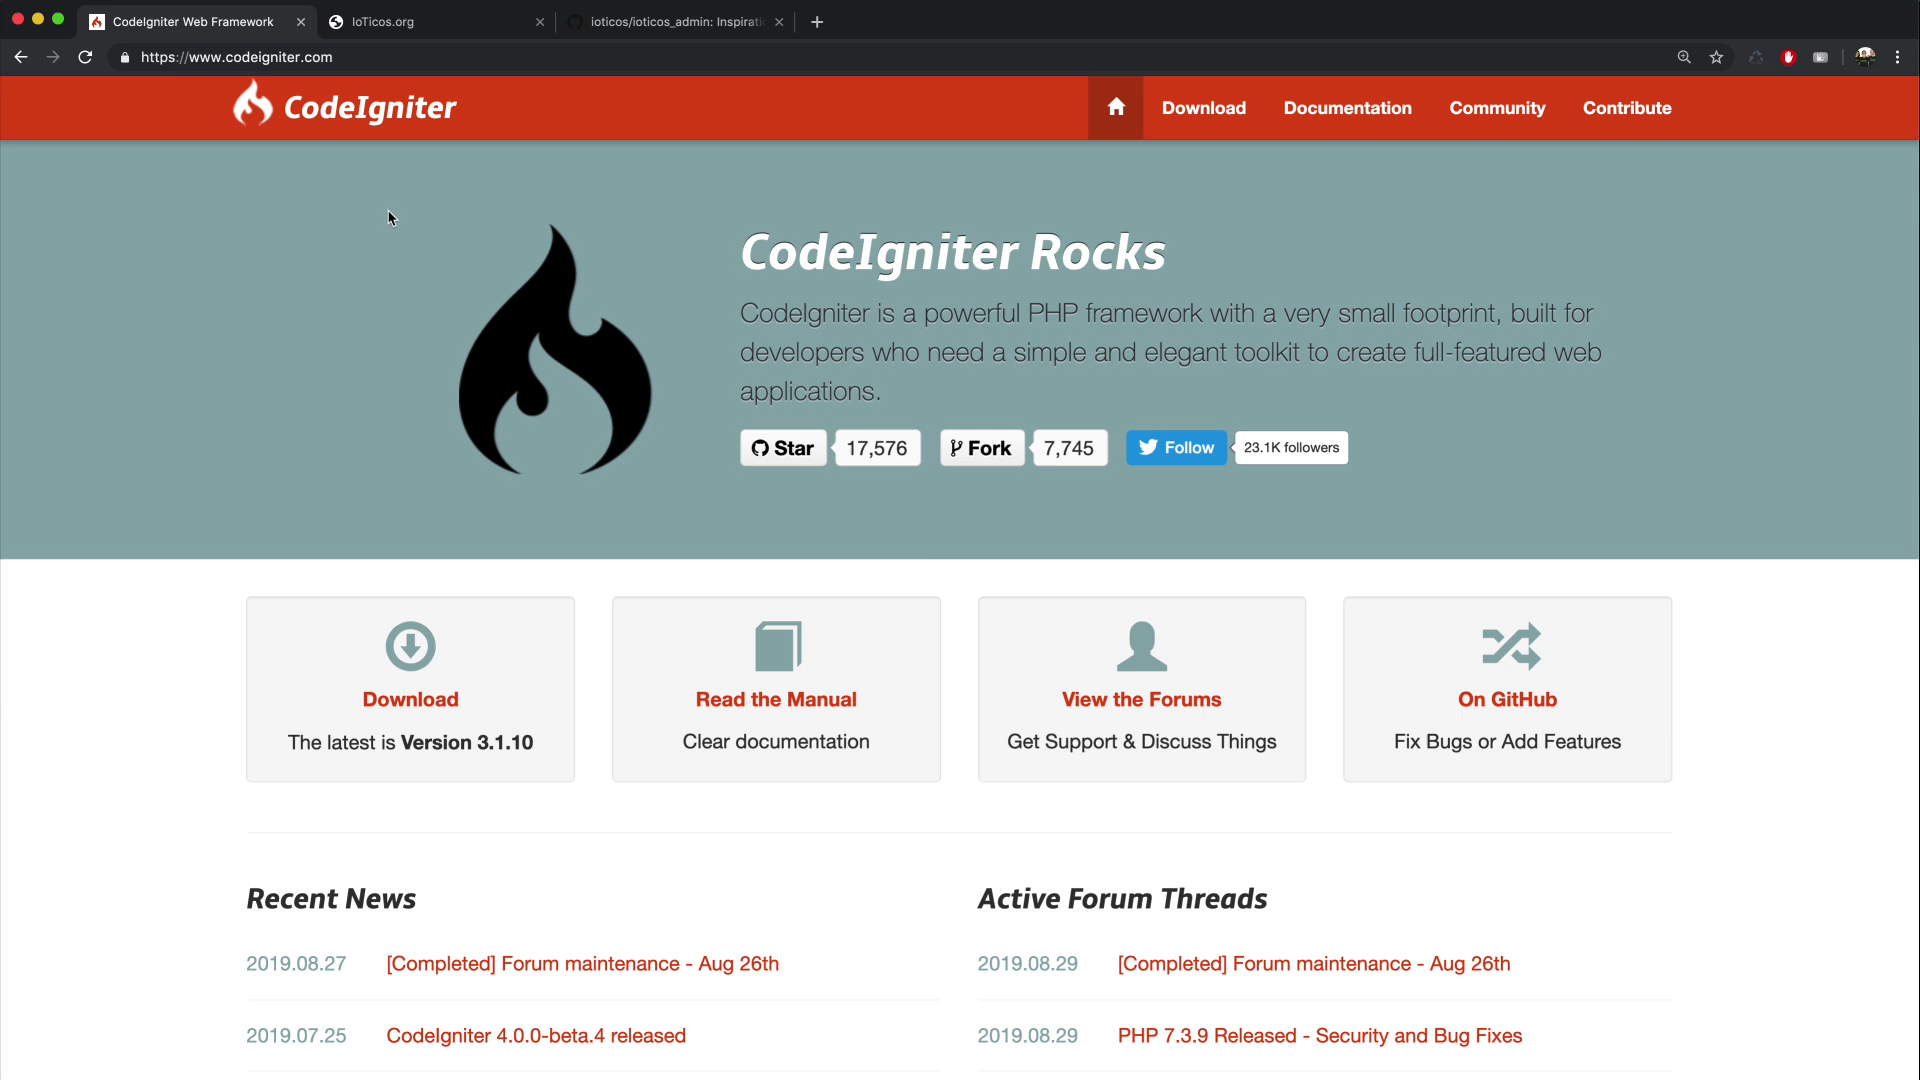 CodeIgniter Web Framework
IoTicos.org
ioticos/ioticos_admin: Inspirati
https://www.codeigniter.com
CodeIgniter
Download
Documentation
Community
Contribute
CodeIgniter Rocks
CodeIgniter is a powerful PHP framework with a very small footprint, built for
developers who need a simple and elegant toolkit to create full-featured web
applications.
Star
17,576
Fork
7,745
Follow
23.1K followers
Download
The latest is Version 3.1.10
Read the Manual
Clear documentation
View the Forums
Get Support & Discuss Things
On GitHub
Fix Bugs or Add Features
Recent News
2019.08.27 [Completed] Forum maintenance - Aug 26th
2019.07.25 CodeIgniter 4.0.0-beta.4 released
Active Forum Threads
2019.08.29 [Completed] Forum maintenance - Aug 26th
2019.08.29 PHP 7.3.9 Released - Security and Bug Fixes